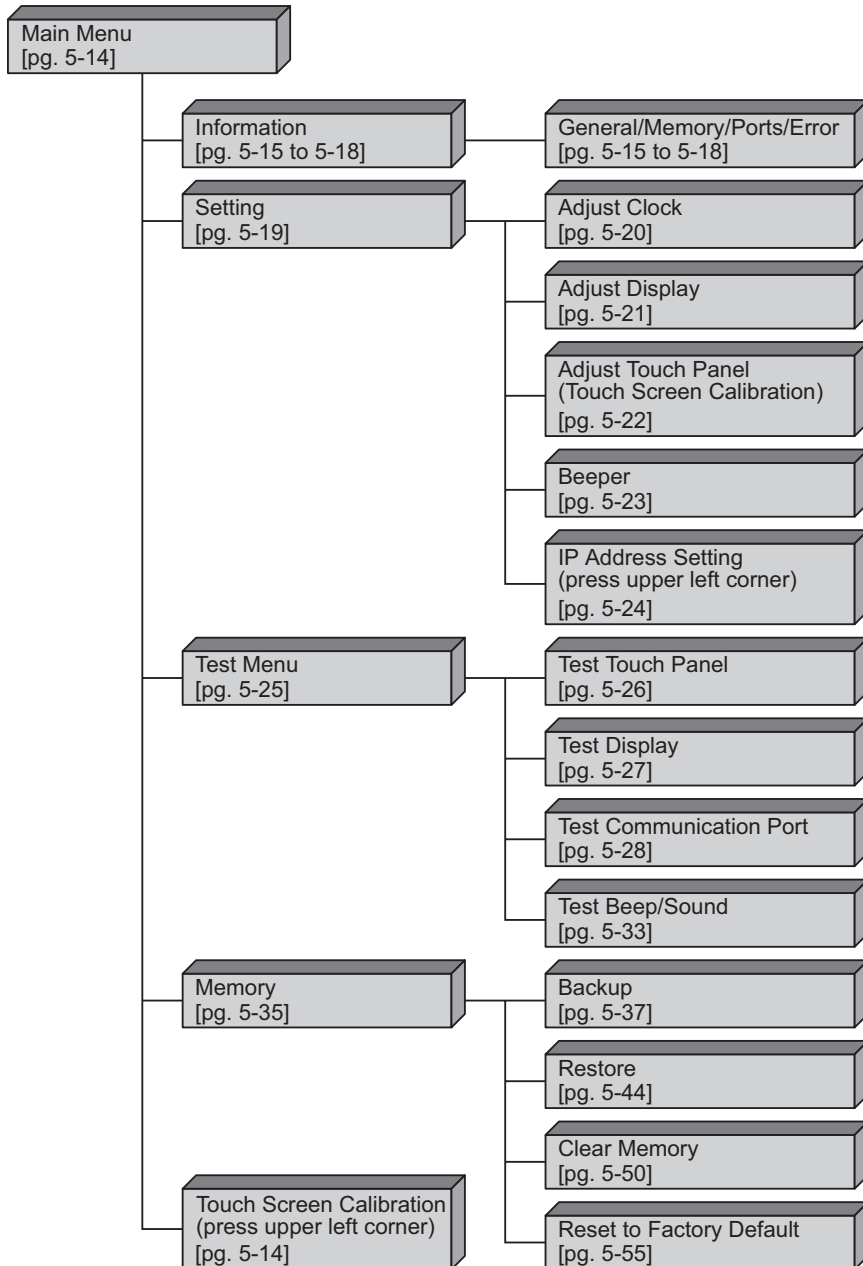 Main Menu
[pg. 5-14]
Information
[pg. 5-15 to 5-18]
General/Memory/Ports/Error
[pg. 5-15 to 5-18]
Setting
[pg. 5-19]
Adjust Clock
[pg. 5-20]
Adjust Display
[pg. 5-21]
Adjust Touch Panel
(Touch Screen Calibration)
[pg. 5-22]
Beeper
[pg. 5-23]
IP Address Setting
(press upper left corner)
[pg. 5-24]
Test Menu
[pg. 5-25]
Test Touch Panel
[pg. 5-26]
Test Display
[pg. 5-27]
Test Communication Port
[pg. 5-28]
Test Beep/Sound
[pg. 5-33]
Memory
[pg. 5-35]
Backup
[pg. 5-37]
Restore
[pg. 5-44]
Clear Memory
[pg. 5-50]
Reset to Factory Default
[pg. 5-55]
Touch Screen Calibration
(press upper left corner)
[pg. 5-14]